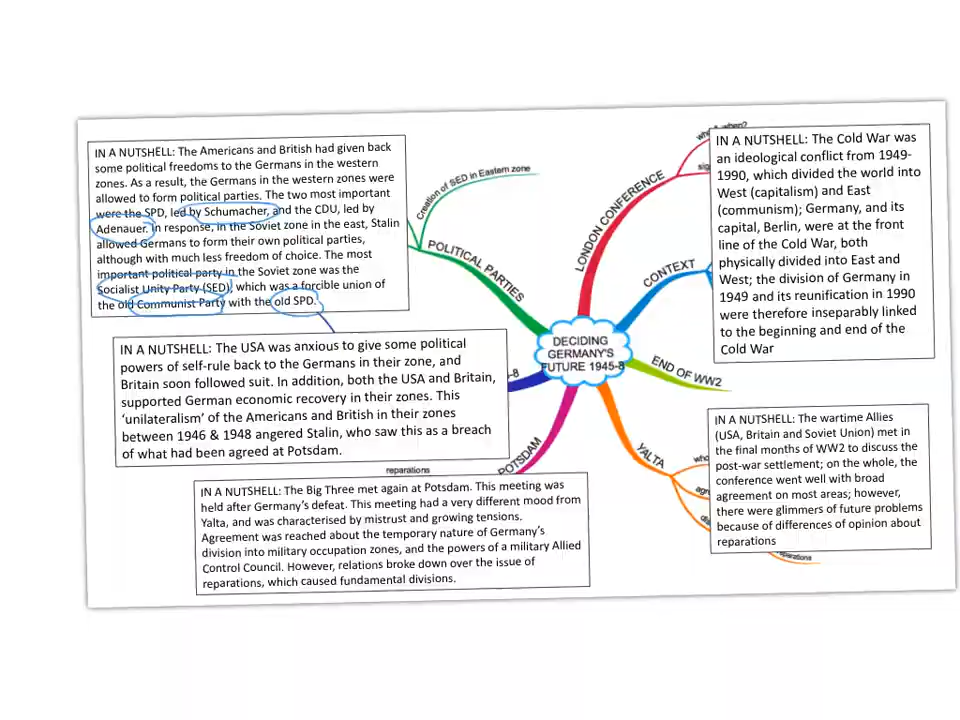 IN A NUTSHELL: The Americans and British had given back
some political freedoms to the Germans in the western
zones. As a result, the Germans in the western zones were
allowed to form political parties. The two most important
were the SPD, led by Schumacher, and the CDU, led by
Adenauer. In response, in the Soviet zone in the east, Stalin
allowed Germans to form their own political parties,
although with much less freedom of choice. The most
important political party in the Soviet zone was the
Socialist Unity Party (SED), which was a forcible union of
the old Communist Party with the old SPD.
Creation of SED in Eastern zone
POLITICAL PARTIES
LONDON CONFERENCE
CONTEXT
IN A NUTSHELL: The Cold War was
an ideological conflict from 1949-
1990, which divided the world into
West (capitalism) and East
(communism); Germany, and its
capital, Berlin, were at the front
line of the Cold War, both
physically divided into East and
West; the division of Germany in
1949 and its reunification in 1990
were therefore inseparably linked
to the beginning and end of the
Cold War
IN A NUTSHELL: The USA was anxious to give some political
powers of self-rule back to the Germans in their zone, and
Britain soon followed suit. In addition, both the USA and Britain,
supported German economic recovery in their zones. This
‘unilateralism’ of the Americans and British in their zones
between 1946 & 1948 angered Stalin, who saw this as a breach
of what had been agreed at Potsdam.
-8
DECIDING
GERMANY'S
FUTURE 1945-8
END OF WW2
YALTA
POTSDAM
reparations
IN A NUTSHELL: The Big Three met again at Potsdam. This meeting was
held after Germany’s defeat. This meeting had a very different mood from
Yalta, and was characterised by mistrust and growing tensions.
Agreement was reached about the temporary nature of Germany’s
division into military occupation zones, and the powers of a military Allied
Control Council. However, relations broke down over the issue of
reparations, which caused fundamental divisions.
IN A NUTSHELL: The wartime Allies
(USA, Britain and Soviet Union) met in
the final months of WW2 to discuss the
post-war settlement; on the whole, the
conference went well with broad
agreement on most areas; however,
there were glimmers of future problems
because of differences of opinion about
reparations